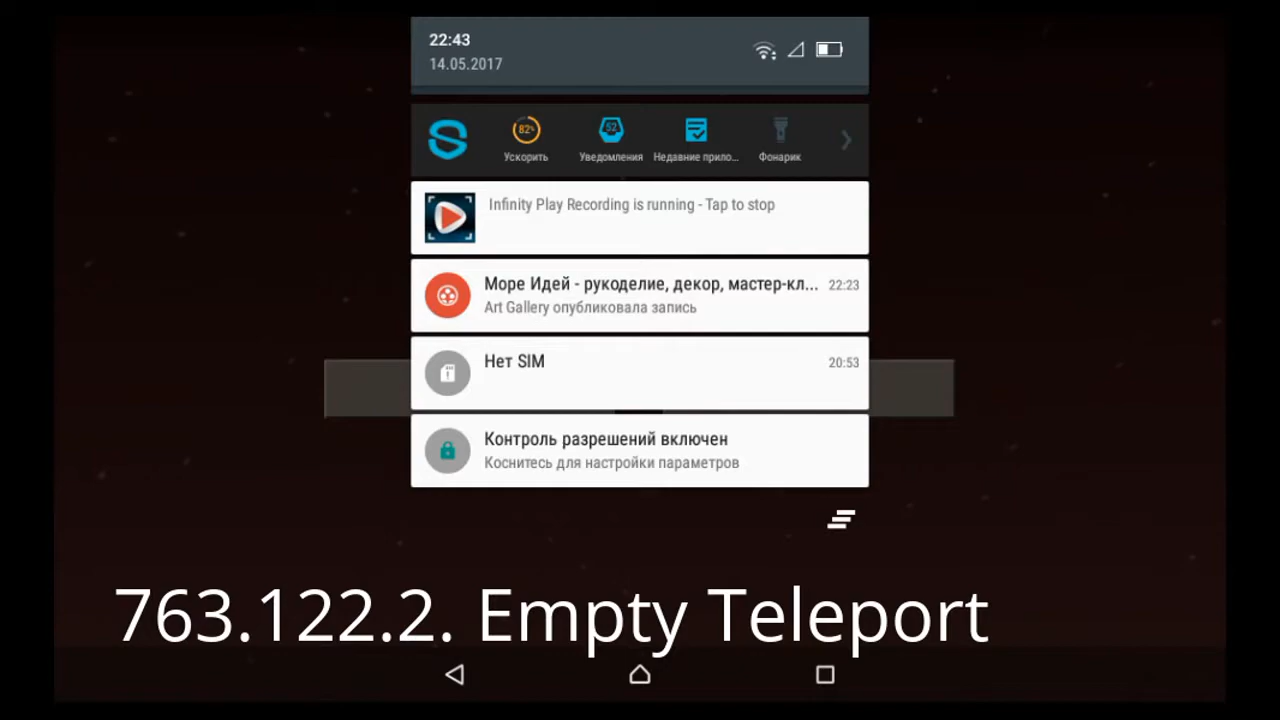 22:43
14.05.2017
82%
52
Ускорить
Уведомления
Недавние прило...
Фонарик
Infinity Play Recording is running - Tap to stop
Море Идей - рукоделие, декор, мастер-кл...
22:23
Art Gallery опубликовала запись
Нет SIM
20:53
Контроль разрешений включен
Коснитесь для настройки параметров
763.122.2. Empty Teleport